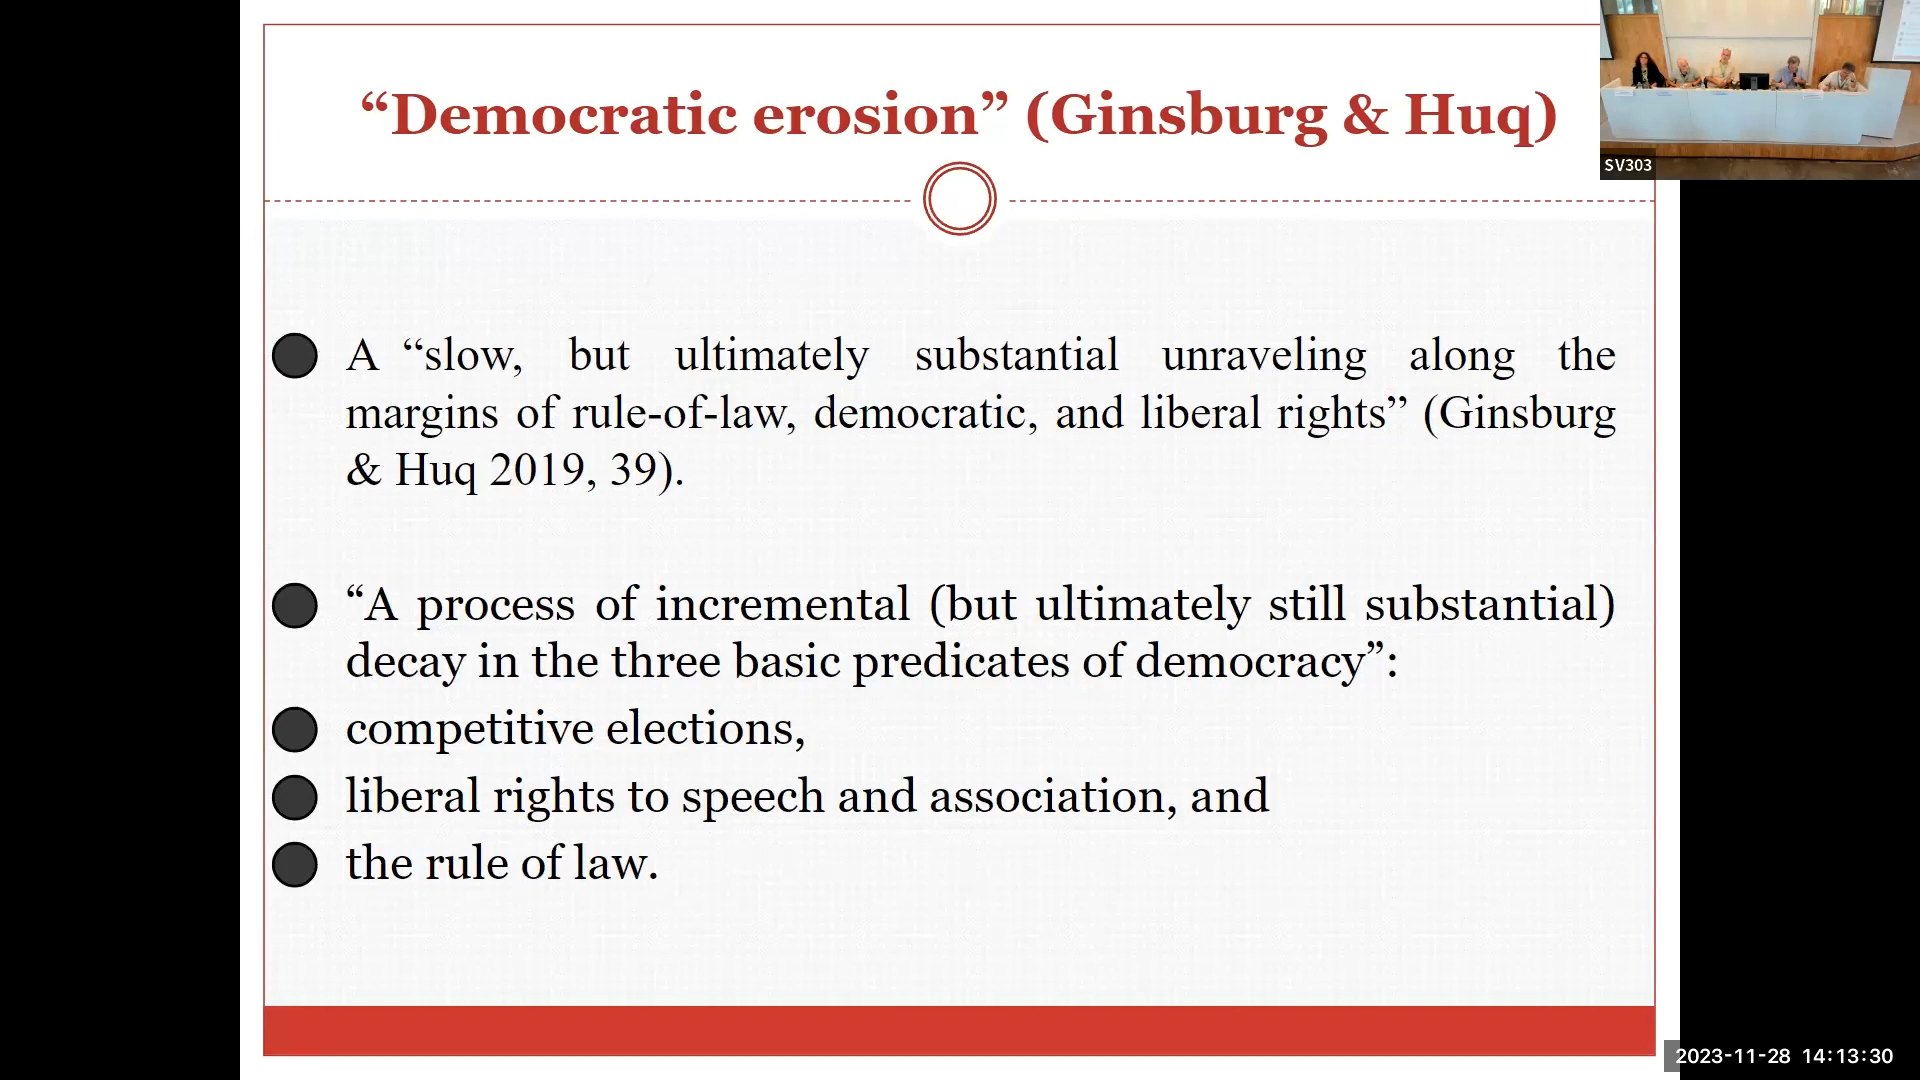 “Democratic erosion” (Ginsburg & Huq)
SV303
A “slow, but ultimately substantial unraveling along the
margins of rule-of-law, democratic, and liberal rights” (Ginsburg
& Huq 2019, 39).
“A process of incremental (but ultimately still substantial)
decay in the three basic predicates of democracy”:
competitive elections,
liberal rights to speech and association, and
the rule of law.
2023-11-28 14:13:30